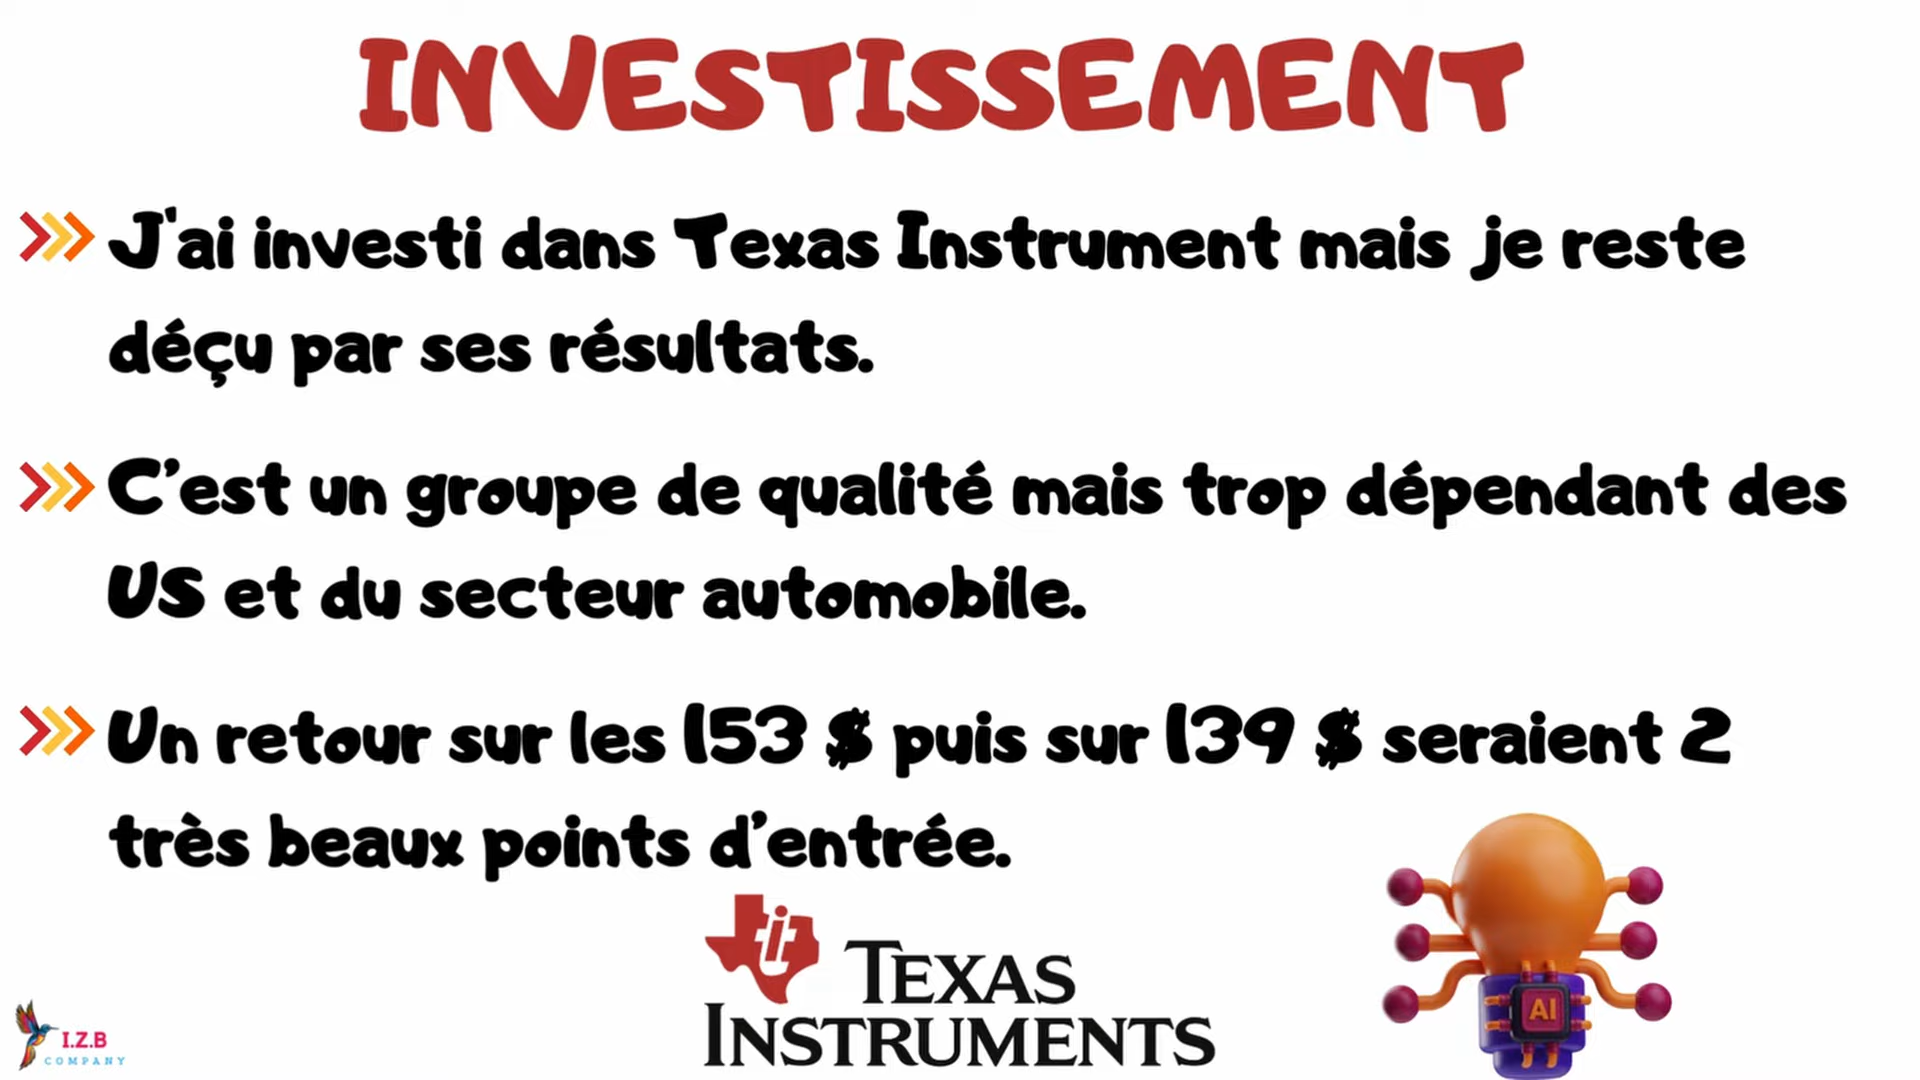 INVESTISSEMENT
J'ai investi dans Texas Instrument mais je reste
déçu par ses résultats.
C'est un groupe de qualité mais trop dépendant des
US et du secteur automobile.
Un retour sur les 153 $ puis sur 139 $ seraient 2
très beaux points d'entrée.
TEXAS
INSTRUMENTS
AI
I.Z.B
COMPANY